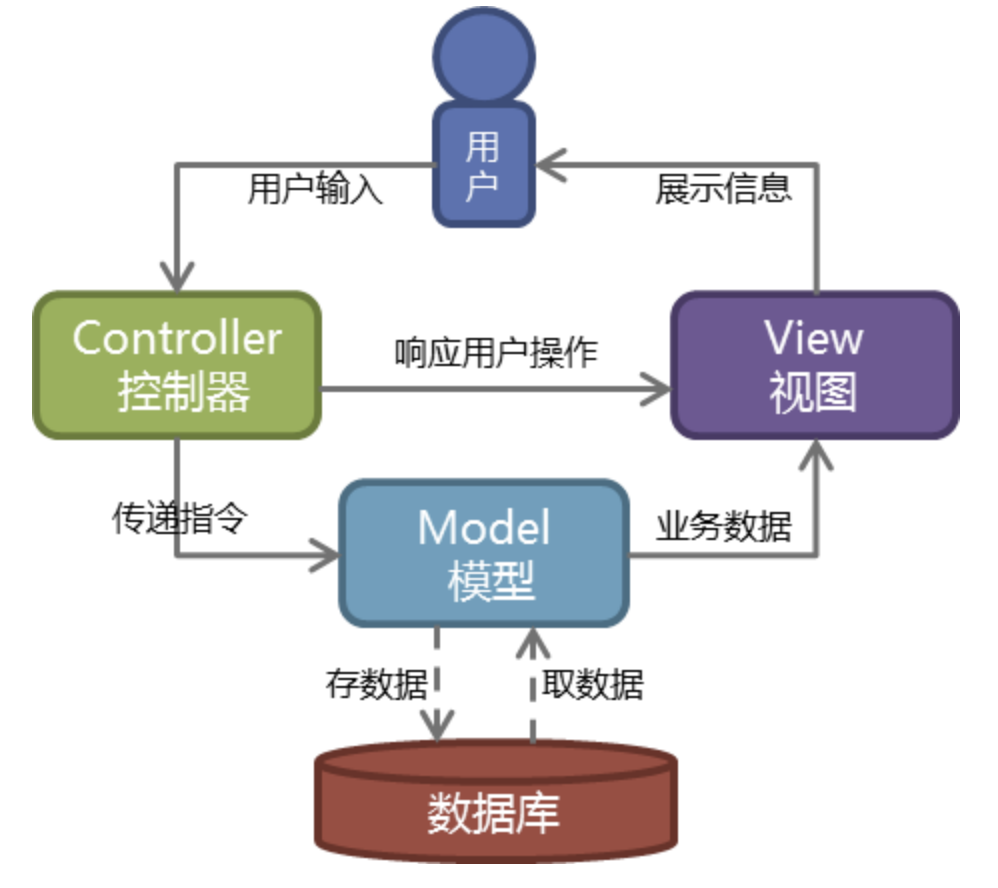 用
户
用户输入
展示信息
Controller
控制器
响应用户操作
View
视图
传递指令
Model
模型
业务数据
存数据
取数据
数据库